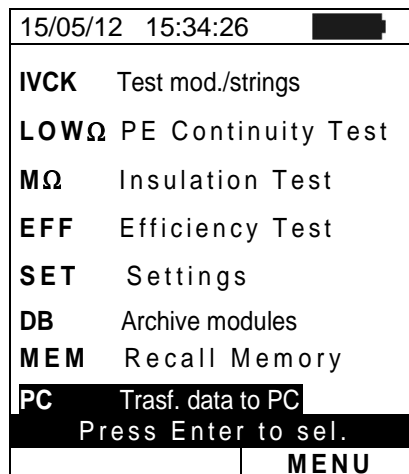 15/05/12 15:34:26
IVCK Test mod./strings
LOWΩ PE Continuity Test
MΩ Insulation Test
EFF Efficiency Test
SET Settings
DB Archive modules
MEM Recall Memory
PC Trasf. data to PC
Press Enter to sel.
MENU